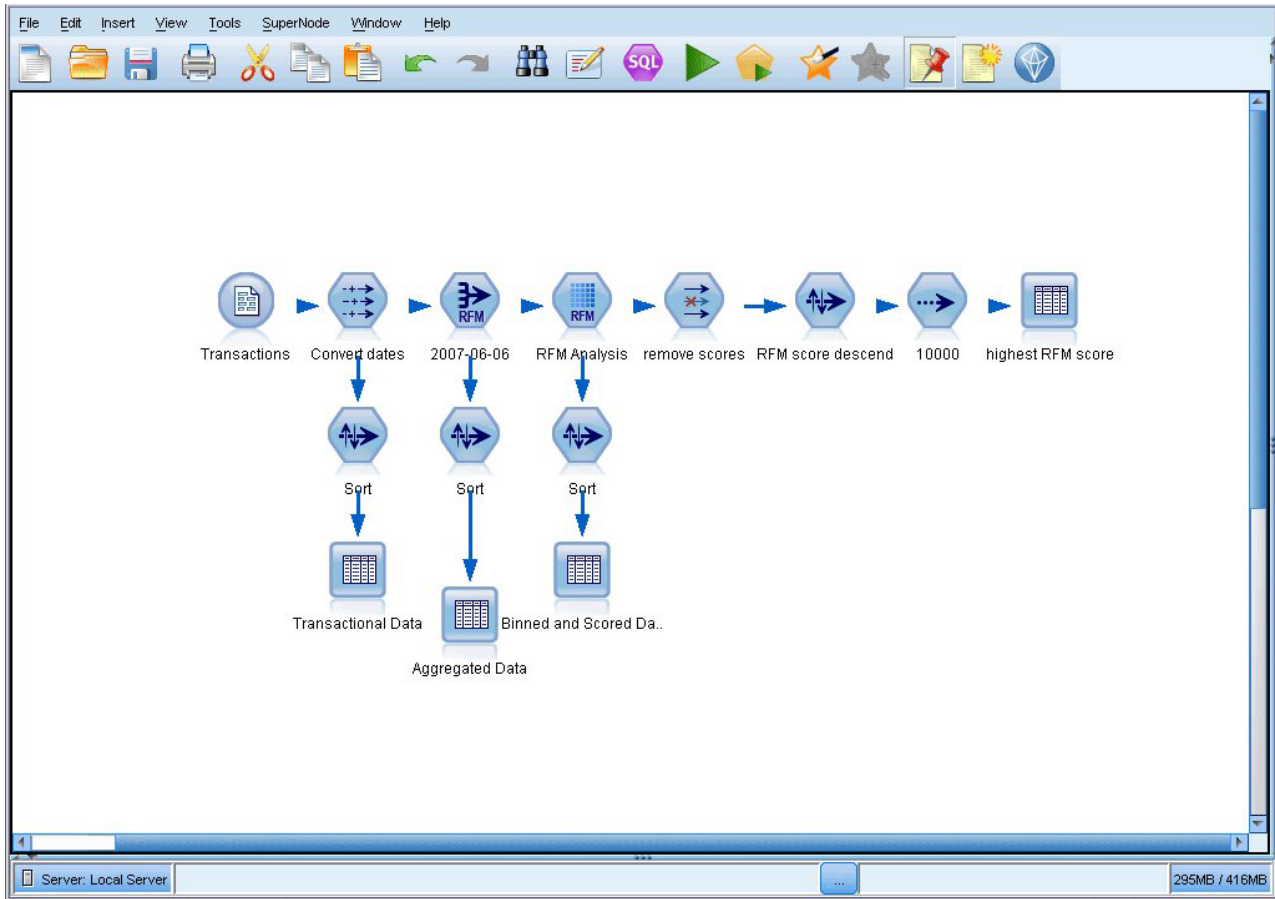 File Edit Insert View Tools SuperNode Window Help
SQL
RFM RFM
Transactions Convert dates 2007-06-06 RFM Analysis remove scores RFM score descend 10000 highest RFM score
Sort Sort Sort
Transactional Data Binned and Scored Da..
Aggregated Data
Server: Local Server ... 295MB / 416MB